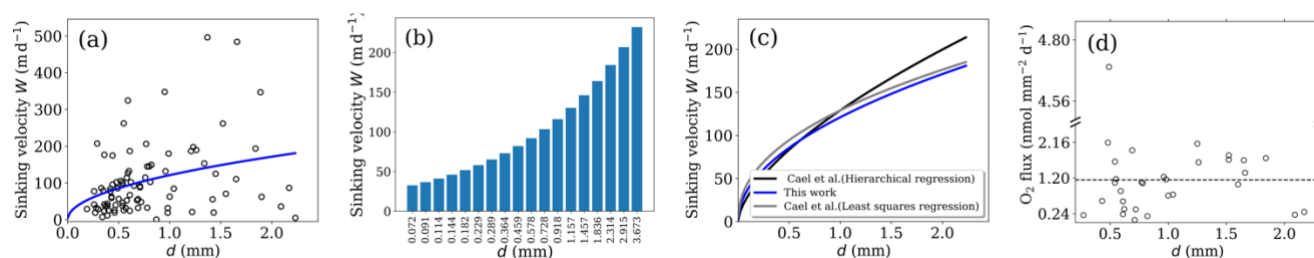 (a)
Sinking velocity W (m d⁻¹)
500
400
300
200
100
0
0.0 0.5 1.0 1.5 2.0
d (mm)
(b)
Sinking velocity W (m d⁻¹)
200
150
100
50
0
0.072 0.091 0.114 0.144 0.182 0.229 0.289 0.364 0.459 0.578 0.728 0.918 1.157 1.457 1.836 2.314 2.915 3.673
d (mm)
(c)
Sinking velocity W (m d⁻¹)
200
150
100
50
0
Cael et al.(Hierarchical regression)
This work
Cael et al.(Least squares regression)
0.5 1.0 1.5 2.0
d (mm)
(d)
O₂ flux (nmol mm⁻² d⁻¹)
4.80
4.56
2.16
1.20
0.24
0.5 1.0 1.5 2.0
d (mm)